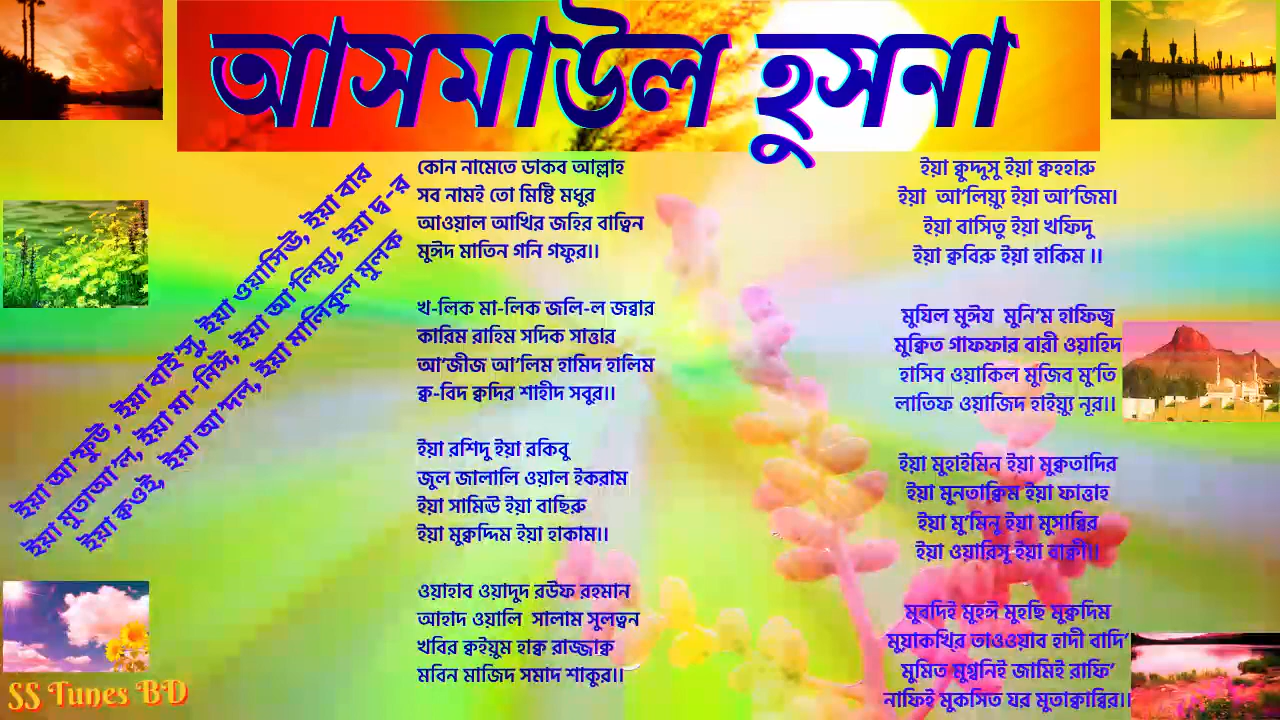 আসমাউল হুসনা
কোন নামেতে ডাকব আল্লাহ
সব নামই তো মিষ্টি মধুর
আওয়াল আখির জহির বাত্বিন
মূঈদ মাতিন গনি গফুর।।
খ-লিক মা-লিক জলি-ল জব্বার
কারিম রাহিম সদিক সাত্তার
আ'জীজ আ'লিম হামিদ হালিম
ক্ব-বিদ ক্বদির শাহীদ সবুর।।
ইয়া রশিদু ইয়া রকিবু
জুল জালালি ওয়াল ইকরাম
ইয়া সামিঊ ইয়া বাছিরু
ইয়া মুক্বদ্দিম ইয়া হাকাম।।
ওয়াহাব ওয়াদুদ রউফ রহমান
আহাদ ওয়ালি সালাম সুলত্বন
খবির ক্বইয়ুম হাক্ব রাজ্জাক্ব
মবিন মাজিদ সমাদ শাকুর।।
ইয়া ক্বুদ্দুসু ইয়া ক্বহহারু
ইয়া আ'লিয়্যু ইয়া আ'জিম।
ইয়া বাসিতু ইয়া খফিদু
ইয়া ক্ববিরু ইয়া হাকিম ।।
মুযিল মুঈয মুনি'ম হাফিজ্ব
মুক্বিত গাফফার বারী ওয়াহিদ
হাসিব ওয়াকিল মুজিব মু'তি
লাতিফ ওয়াজিদ হাইয়্যু নূর।।
ইয়া মুহাইমিন ইয়া মুক্বতাদির
ইয়া মুনতাক্বিম ইয়া ফাত্তাহ
ইয়া মু'মিনূ ইয়া মুসাব্বির
ইয়া ওয়ারিসূ ইয়া বাক্বী।।
মুবদিই মূহঈ মুহছি মুক্বদিম
মুয়াকখ্খির তাওওয়াব হাদী বাদি'
মুমিত মুগ্বনিই জামিই রাফি'
নাফিই মুকসিত যর মুতাক্বাব্বির।।
ইয়া আ'ফুউ, ইয়া বাই'সু, ইয়া ওয়াসিউ, ইয়া বার
ইয়া মুতাআ'ল, ইয়া মা-নিঈ, ইয়া আ'লিয়্যু, ইয়া দ্ব-র
ইয়া কওই, ইয়া আ'দল, ইয়া মালিকুল মুলক
SS Tunes BD